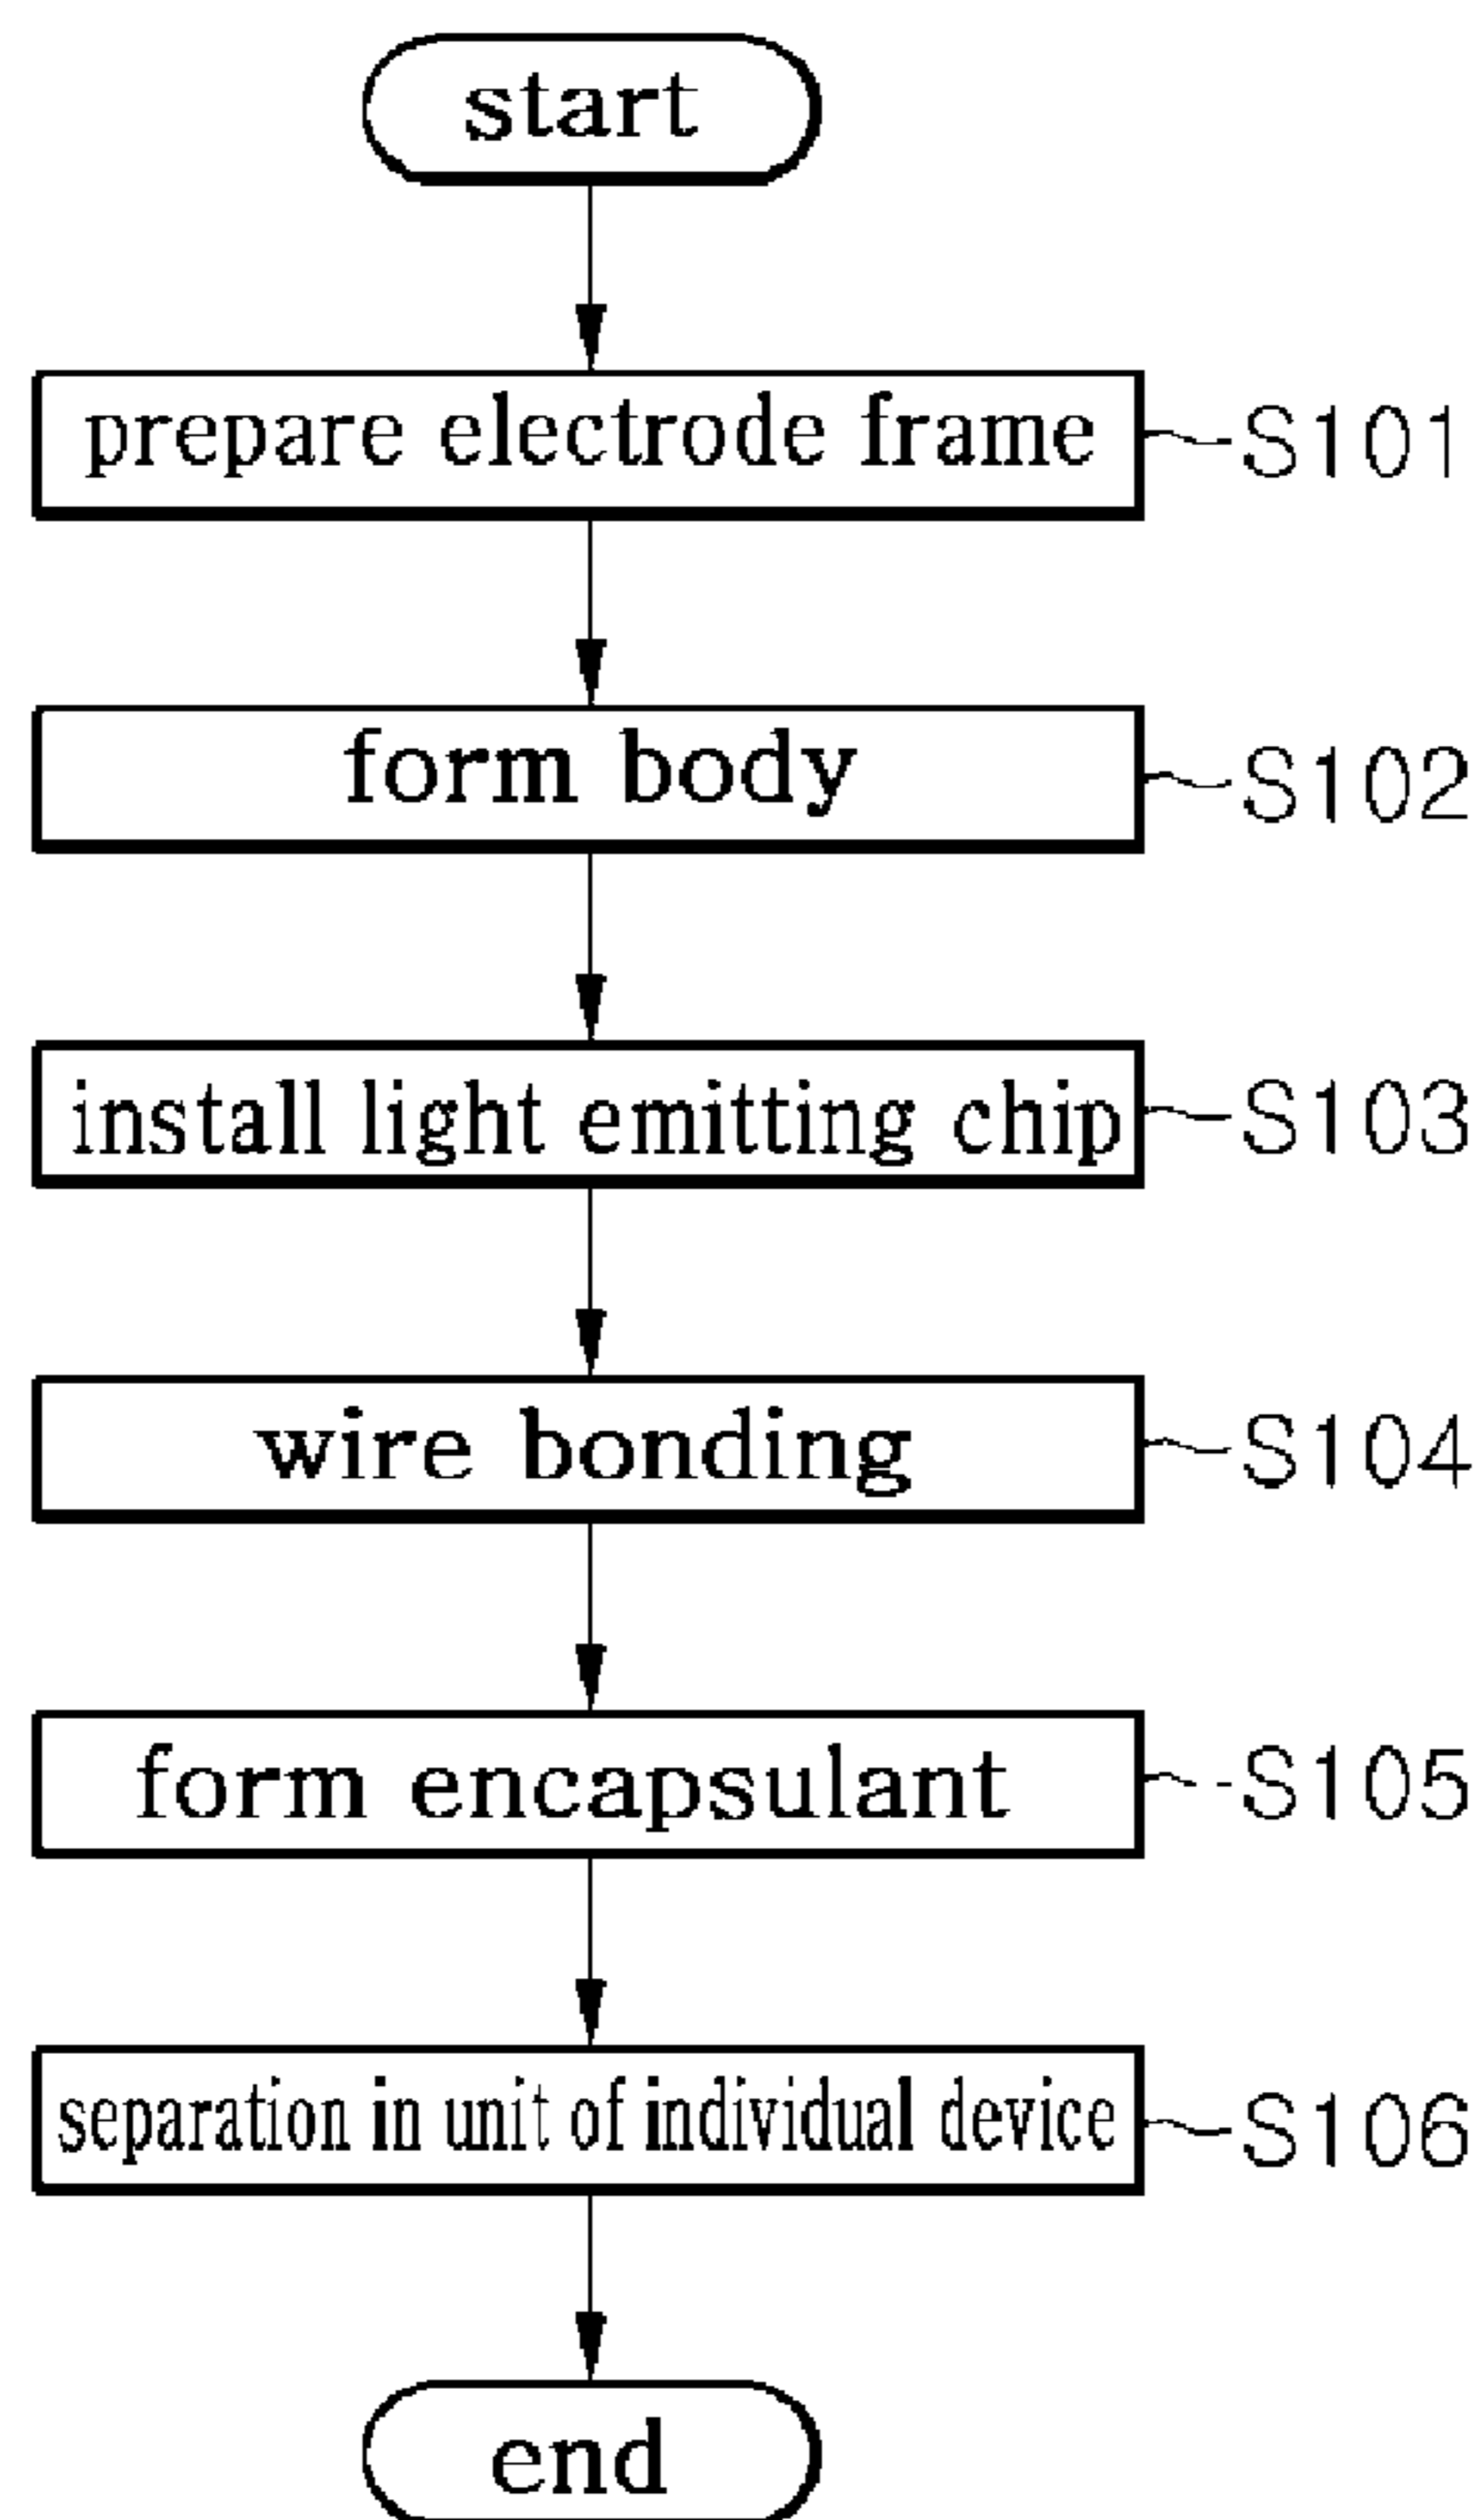 start
prepare electrode frame S101
form body S102
install light emitting chip S103
wire bonding S104
form encapsulant S105
separation in unit of individual device S106
end